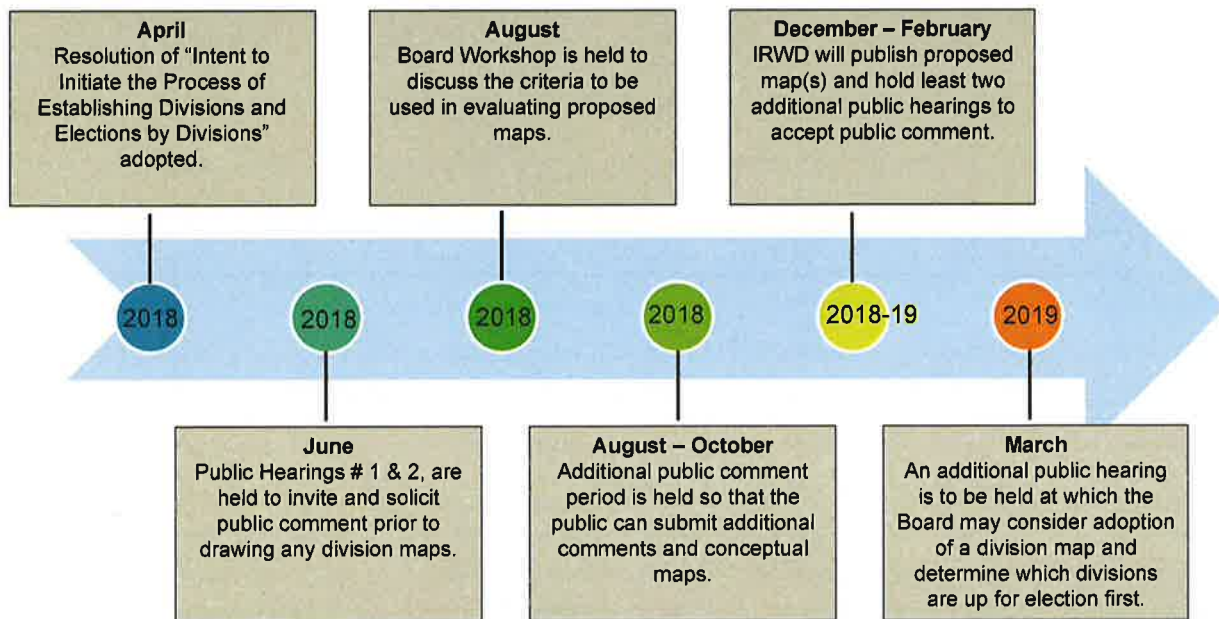 April
Resolution of “Intent to
Initiate the Process of
Establishing Divisions and
Elections by Divisions”
adopted.
August
Board Workshop is held to
discuss the criteria to be
used in evaluating proposed
maps.
December – February
IRWD will publish proposed
map(s) and hold least two
additional public hearings to
accept public comment.
2018
2018
2018
2018
2018-19
2019
June
Public Hearings # 1 & 2, are
held to invite and solicit
public comment prior to
drawing any division maps.
August – October
Additional public comment
period is held so that the
public can submit additional
comments and conceptual
maps.
March
An additional public hearing
is to be held at which the
Board may consider adoption
of a division map and
determine which divisions
are up for election first.